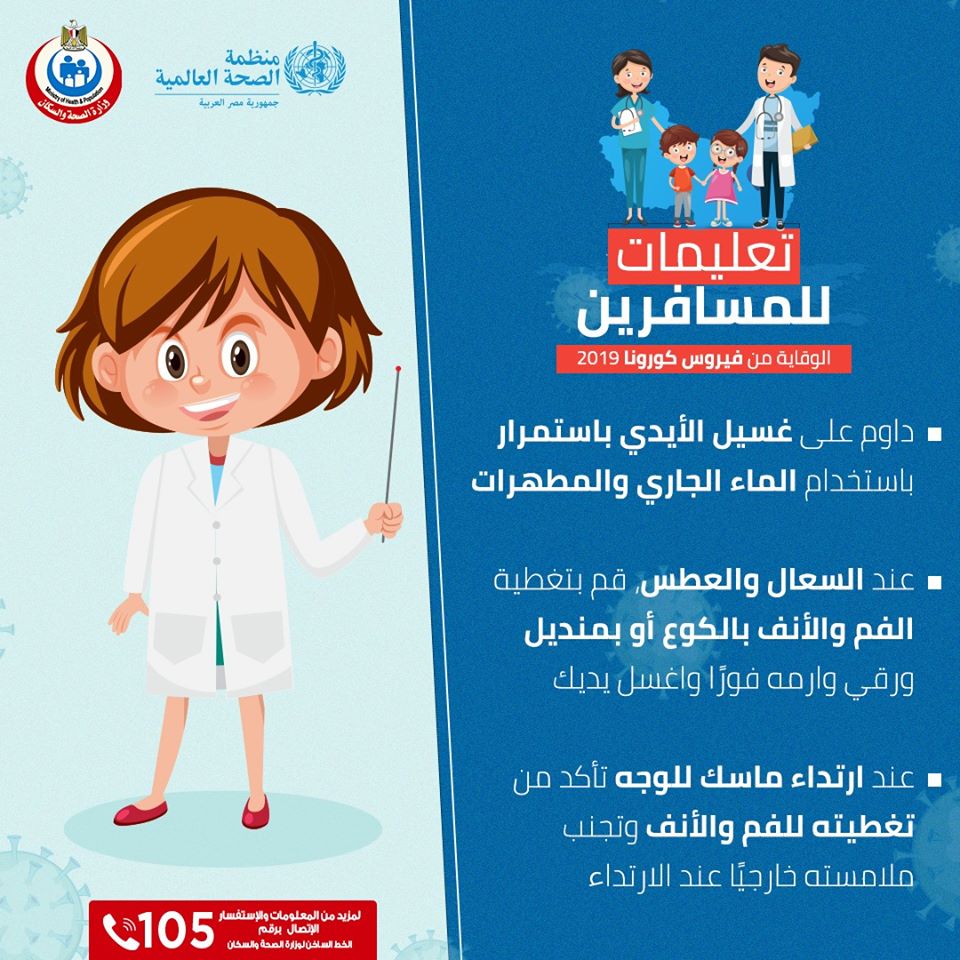 Ministry of Health & Population
وزارة الصحة والسكان
منظمة
الصحة العالمية
جمهورية مصر العربية
تعليمات
للمسافرين
الوقاية من فيروس كورونا 2019
داوم على غسيل الأيدي باستمرار
باستخدام الماء الجاري والمطهرات
عند السعال والعطس, قم بتغطية
الفم والأنف بالكوع أو بمنديل
ورقي وارمه فورًا واغسل يديك
عند ارتداء ماسك للوجه تأكد من
تغطيته للفم والأنف وتجنب
ملامسته خارجيًا عند الارتداء
لمزيد من المعلومات والإستفسار
الإتصال برقم
الخط الساخن لوزارة الصحة والسكان
105